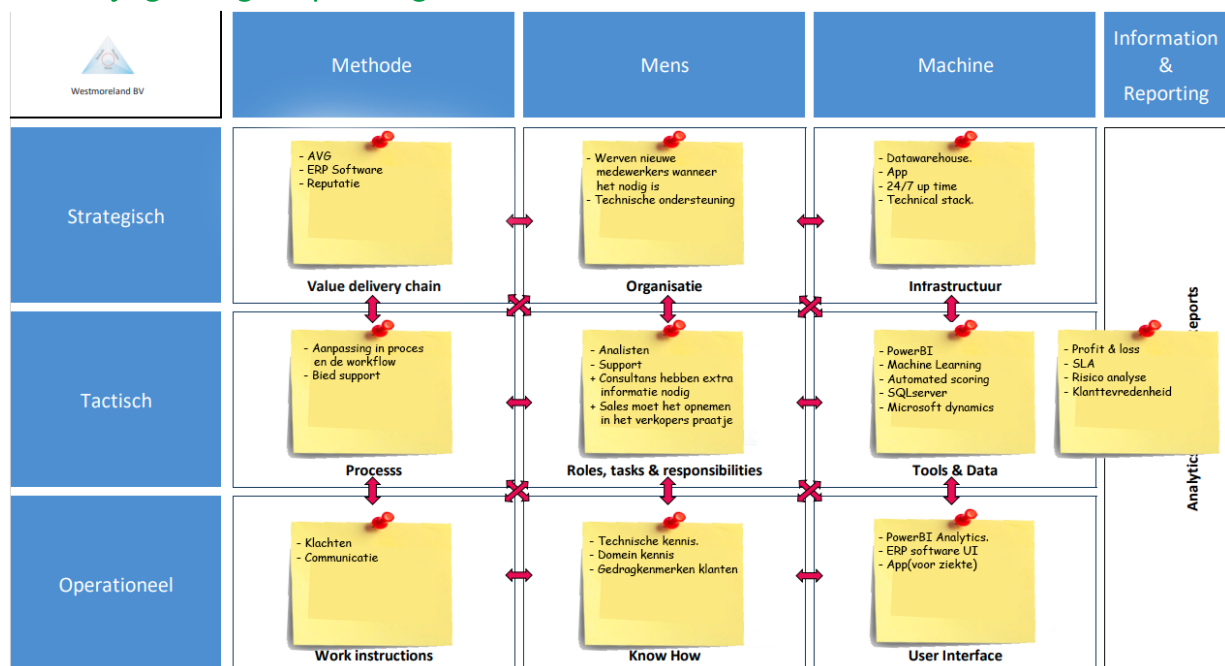 Westmoreland BV
Methode
Mens
Machine
Information
&
Reporting
Strategisch
- AVG
- ERP Software
- Reputatie
Value delivery chain
- Werven nieuwe
medewerkers wanneer
het nodig is
- Technische ondersteuning
Organisatie
- Datawarehouse.
- App
- 24/7 up time
- Technical stack.
Infrastructuur
Tactisch
- Aanpassing in proces
en de workflow
- Bied support
Processs
- Analisten
- Support
+ Consultans hebben extra
informatie nodig
+ Sales moet het opnemen
in het verkopers praatje
Roles, tasks & responsibilities
- PowerBI
- Machine Learning
- Automated scoring
- SQLserver
- Microsoft dynamics
Tools & Data
- Profit & loss
- SLA
- Risico analyse
- Klanttevredenheid
Analytics
Reports
Operationeel
- Klachten
- Communicatie
Work instructions
- Technische kennis.
- Domein kennis
- Gedragkenmerken klanten
Know How
- PowerBI Analytics.
- ERP software UI
- App(voor ziekte)
User Interface